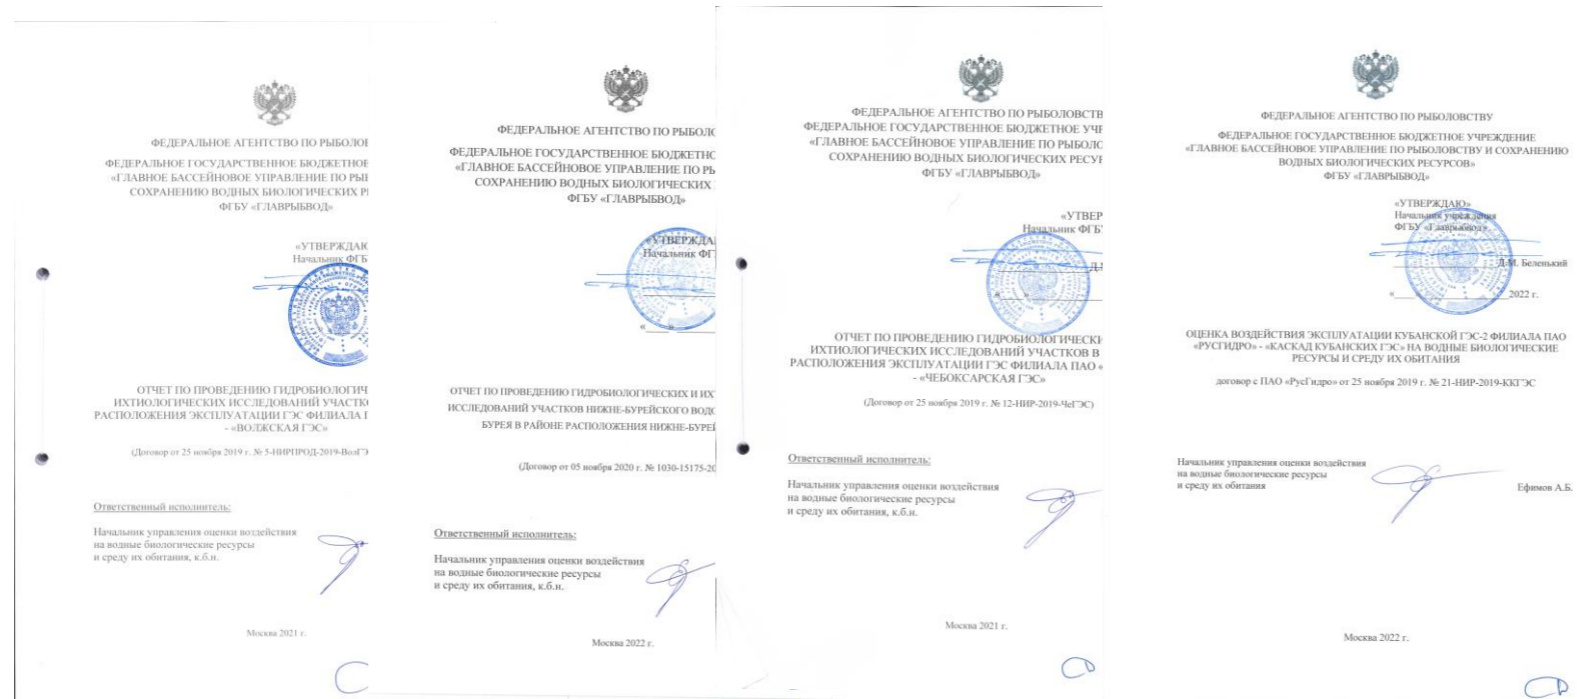 ФЕДЕРАЛЬНОЕ АГЕНТСТВО ПО РЫБОЛОВ
ФЕДЕРАЛЬНОЕ ГОСУДАРСТВЕННОЕ БЮДЖЕТНОЕ
«ГЛАВНОЕ БАССЕЙНОВОЕ УПРАВЛЕНИЕ ПО РЫБ
СОХРАНЕНИЮ ВОДНЫХ БИОЛОГИЧЕСКИХ Р
ФГБУ «ГЛАВРЫБВОД»
«УТВЕРЖДАЮ
Начальник ФГБ
ОТЧЕТ ПО ПРОВЕДЕНИЮ ГИДРОБИОЛОГИЧ
ИХТИОЛОГИЧЕСКИХ ИССЛЕДОВАНИЙ УЧАСТКО
РАСПОЛОЖЕНИЯ ЭКСПЛУАТАЦИИ ГЭС ФИЛИАЛА П
- «ВОЛЖСКАЯ ГЭС»
(Договор от 25 ноября 2019 г. № 5-НИРПРОД-2019-ВолГЭ
Ответственный исполнитель:
Начальник управления оценки воздействия
на водные биологические ресурсы
и среду их обитания, к.б.н.
Москва 2021 г.
ФЕДЕРАЛЬНОЕ АГЕНТСТВО ПО РЫБОЛО
ФЕДЕРАЛЬНОЕ ГОСУДАРСТВЕННОЕ БЮДЖЕТНО
«ГЛАВНОЕ БАССЕЙНОВОЕ УПРАВЛЕНИЕ ПО РЫ
СОХРАНЕНИЮ ВОДНЫХ БИОЛОГИЧЕСКИХ
ФГБУ «ГЛАВРЫБВОД»
«УТВЕРЖДА
Начальник ФГ
ОТЧЕТ ПО ПРОВЕДЕНИЮ ГИДРОБИОЛОГИЧЕСКИХ И ИХ
ИССЛЕДОВАНИЙ УЧАСТКОВ НИЖНЕ-БУРЕЙСКОГО ВОДО
БУРЕЯ В РАЙОНЕ РАСПОЛОЖЕНИЯ НИЖНЕ-БУРЕЙ
(Договор от 05 ноября 2020 г. № 1030-15175-20
Ответственный исполнитель:
Начальник управления оценки воздействия
на водные биологические ресурсы
и среду их обитания, к.б.н.
Москва 2022 г.
ФЕДЕРАЛЬНОЕ АГЕНТСТВО ПО РЫБОЛОВСТВ
ФЕДЕРАЛЬНОЕ ГОСУДАРСТВЕННОЕ БЮДЖЕТНОЕ УЧР
«ГЛАВНОЕ БАССЕЙНОВОЕ УПРАВЛЕНИЕ ПО РЫБОЛО
СОХРАНЕНИЮ ВОДНЫХ БИОЛОГИЧЕСКИХ РЕСУР
ФГБУ «ГЛАВРЫБВОД»
«УТВЕР
Начальник ФГБ
Д.М
ОТЧЕТ ПО ПРОВЕДЕНИЮ ГИДРОБИОЛОГИЧЕСКИ
ИХТИОЛОГИЧЕСКИХ ИССЛЕДОВАНИЙ УЧАСТКОВ В
РАСПОЛОЖЕНИЯ ЭКСПЛУАТАЦИИ ГЭС ФИЛИАЛА ПАО «
- «ЧЕБОКСАРСКАЯ ГЭС»
(Договор от 25 ноября 2019 г. № 12-НИР-2019-ЧеГЭС)
Ответственный исполнитель:
Начальник управления оценки воздействия
на водные биологические ресурсы
и среду их обитания, к.б.н.
Москва 2021 г.
ФЕДЕРАЛЬНОЕ АГЕНТСТВО ПО РЫБОЛОВСТВУ
ФЕДЕРАЛЬНОЕ ГОСУДАРСТВЕННОЕ БЮДЖЕТНОЕ УЧРЕЖДЕНИЕ
«ГЛАВНОЕ БАССЕЙНОВОЕ УПРАВЛЕНИЕ ПО РЫБОЛОВСТВУ И СОХРАНЕНИЮ
ВОДНЫХ БИОЛОГИЧЕСКИХ РЕСУРСОВ»
ФГБУ «ГЛАВРЫБВОД»
«УТВЕРЖДАЮ»
Начальник учреждения
ФГБУ «Главрыбвод»
Д.М. Беленький
«____» ____________2022 г.
ОЦЕНКА ВОЗДЕЙСТВИЯ ЭКСПЛУАТАЦИИ КУБАНСКОЙ ГЭС-2 ФИЛИАЛА ПАО
«РУСГИДРО» - «КАСКАД КУБАНСКИХ ГЭС» НА ВОДНЫЕ БИОЛОГИЧЕСКИЕ
РЕСУРСЫ И СРЕДУ ИХ ОБИТАНИЯ
договор с ПАО «РусГидро» от 25 ноября 2019 г. № 21-НИР-2019-ККГЭС
Начальник управления оценки воздействия
на водные биологические ресурсы
и среду их обитания
Ефимов А.Б.
Москва 2022 г.